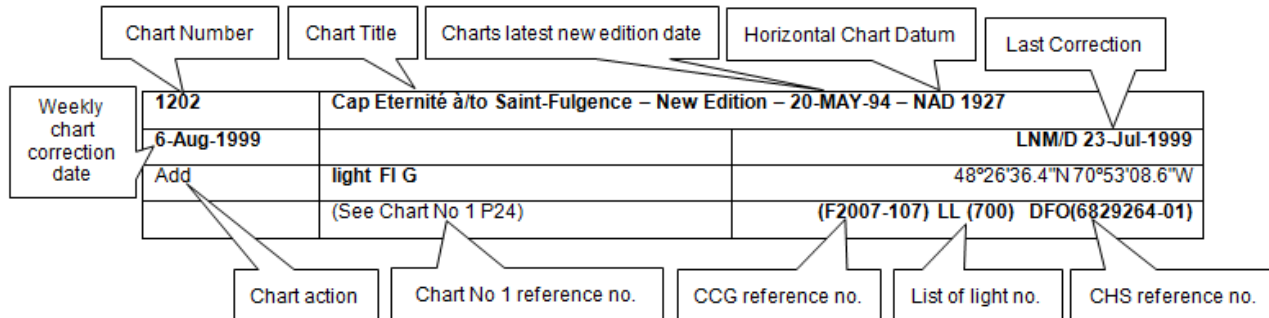 Chart Number
Chart Title
Charts latest new edition date
Horizontal Chart Datum
Last Correction
Weekly
chart
correction
date
1202
Cap Eternité à/to Saint-Fulgence – New Edition – 20-MAY-94 – NAD 1927
6-Aug-1999
LNM/D 23-Jul-1999
Add
light Fl G
48°26'36.4"N 70°53'08.6"W
(See Chart No 1 P24)
(F2007-107) LL (700) DFO(6829264-01)
Chart action
Chart No 1 reference no.
CCG reference no.
List of light no.
CHS reference no.